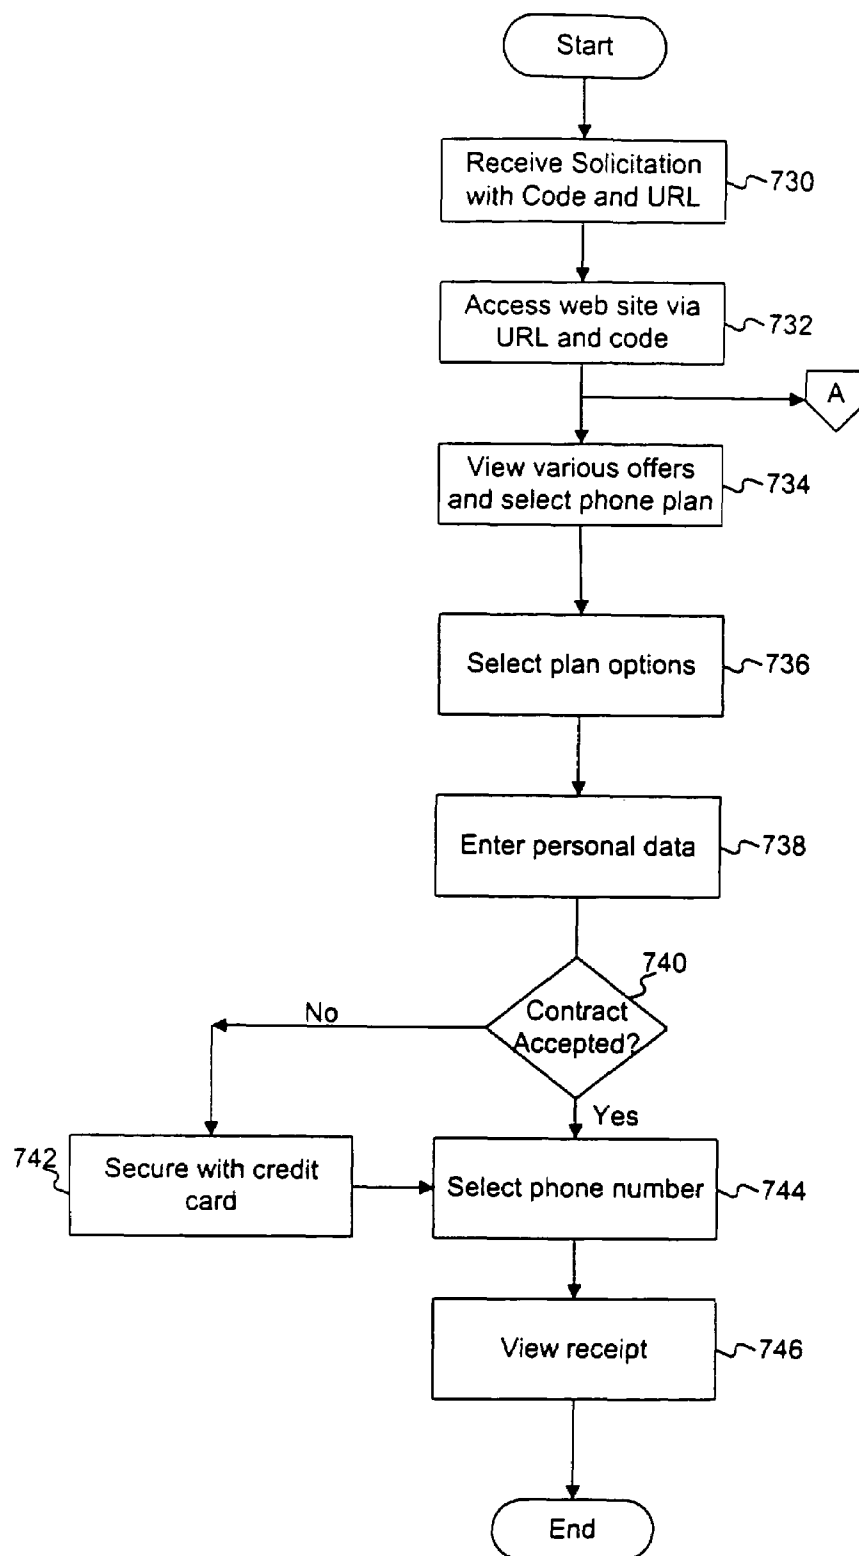 Start
Receive Solicitation
with Code and URL
730
Access web site via
URL and code
732
A
View various offers
and select phone plan
734
Select plan options
736
Enter personal data
738
740
Contract
Accepted?
No
Yes
742
Secure with credit
card
Select phone number
744
View receipt
746
End